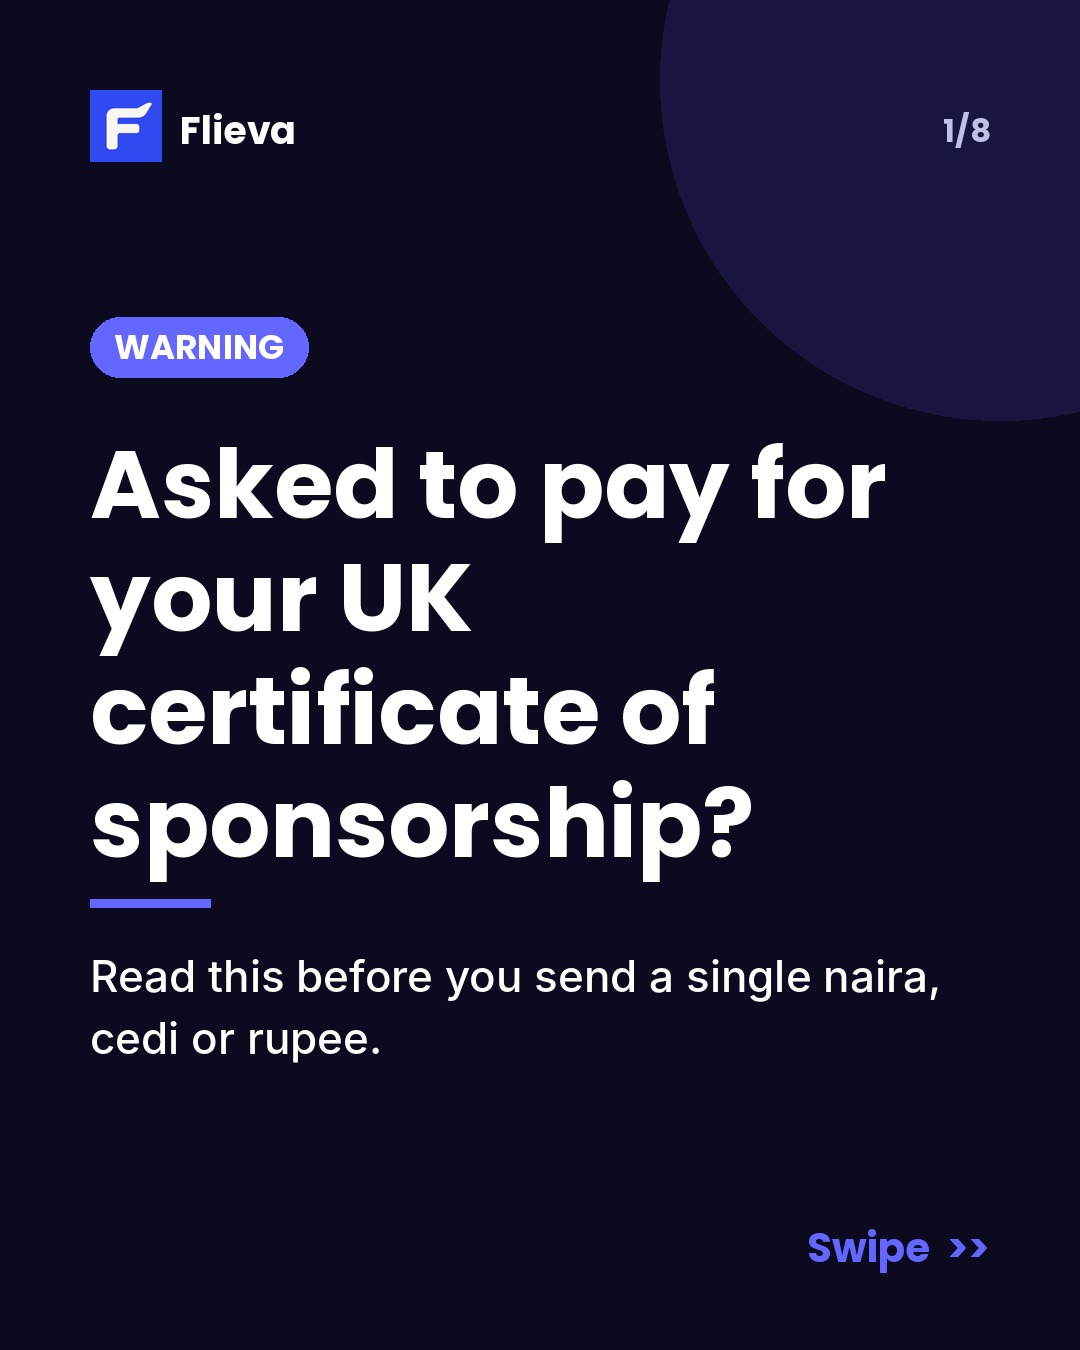 Flieva
1/8
WARNING
Asked to pay for
your UK
certificate of
sponsorship?
Read this before you send a single naira,
cedi or rupee.
Swipe >>